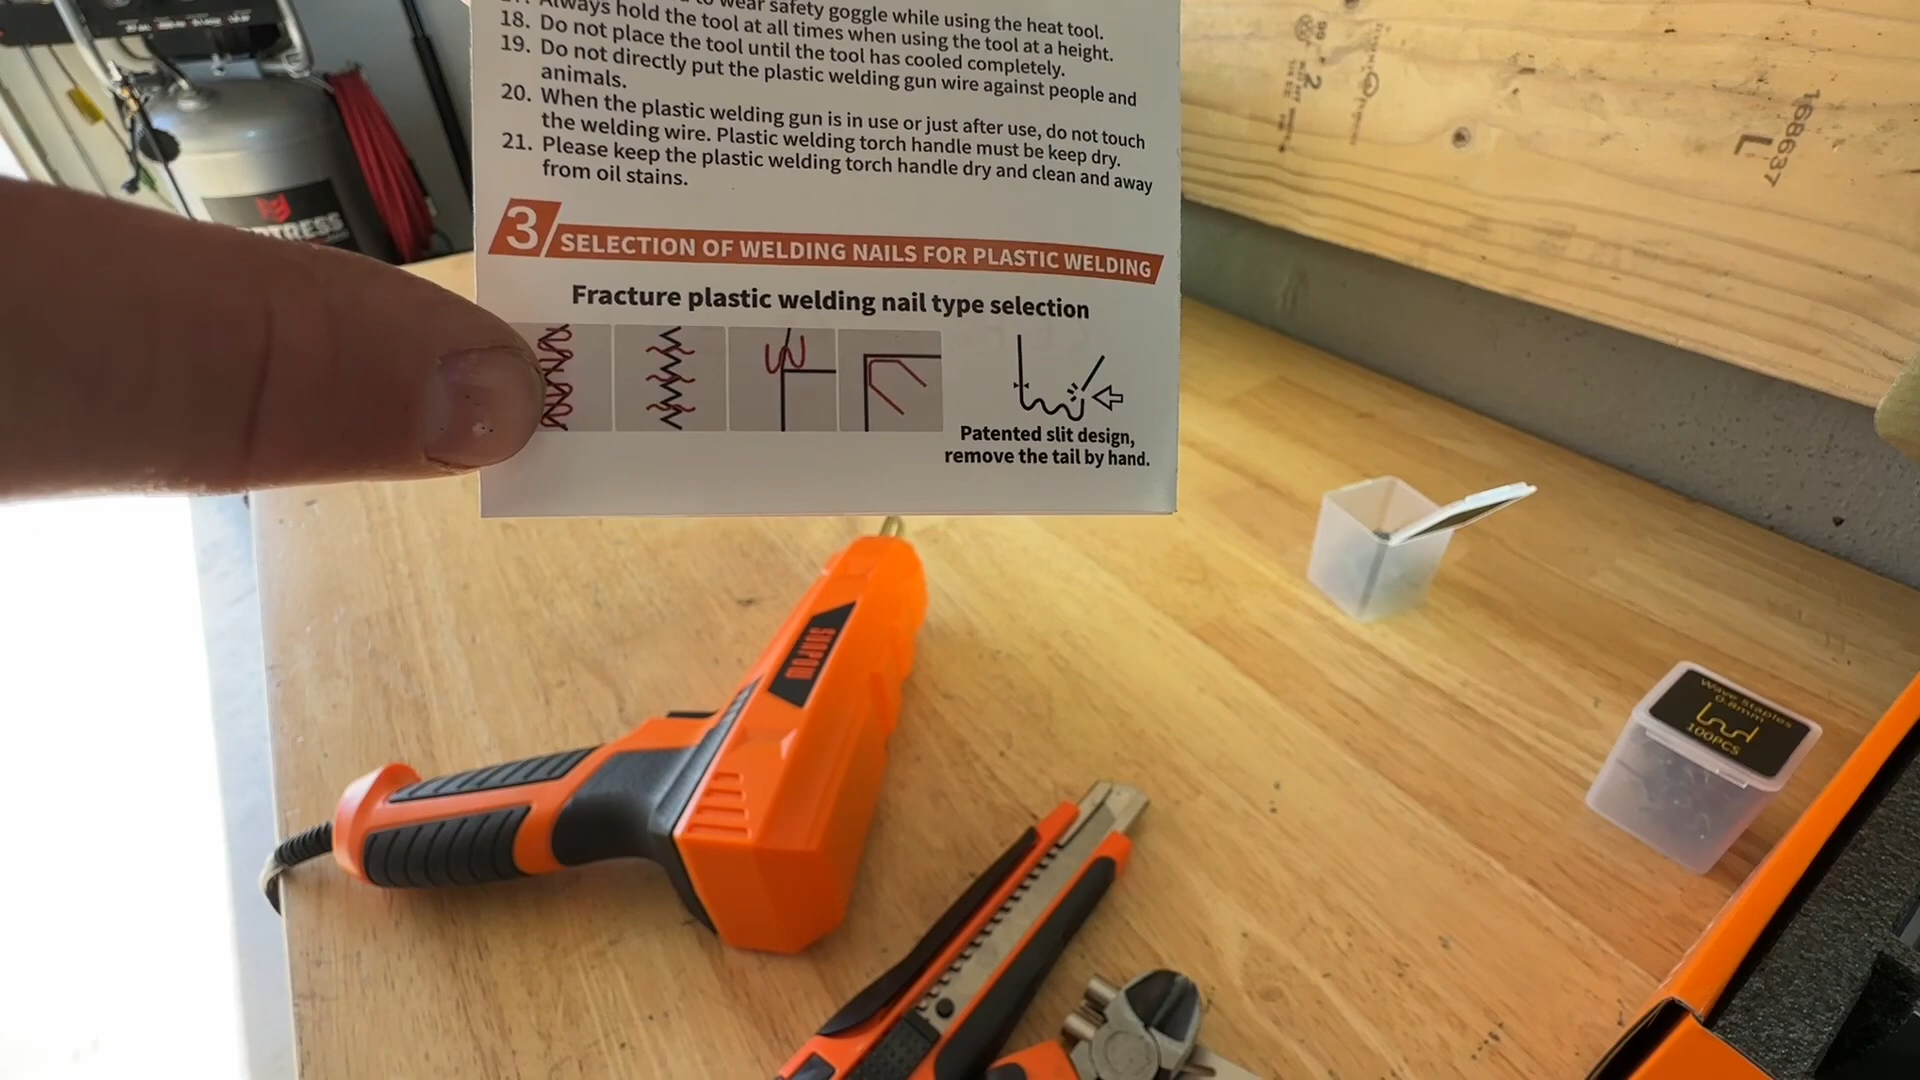 Always hold the tool at all times when using the tool at a height.
wear safety goggle while using the heat tool.
18. Do not place the tool until the tool has cooled completely.
19. Do not directly put the plastic welding gun wire against people and
animals.
20. When the plastic welding gun is in use or just after use, do not touch
the welding wire. Plastic welding torch handle must be keep dry.
21. Please keep the plastic welding torch handle dry and clean and away
from oil stains.
3 SELECTION OF WELDING NAILS FOR PLASTIC WELDING
Fracture plastic welding nail type selection
Patented slit design,
remove the tail by hand.
168637
L
2
Wave Staples
0.8mm
100PCS